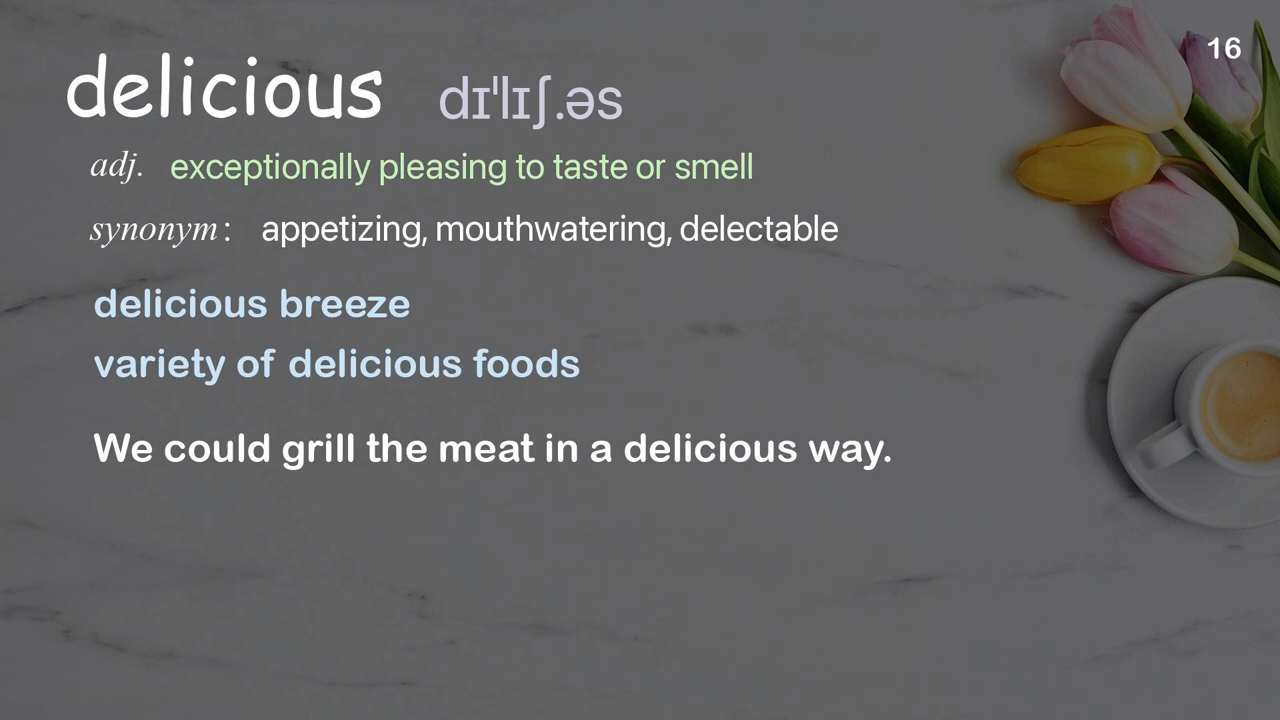 16
delicious dɪˈlɪʃ.əs
adj. exceptionally pleasing to taste or smell
synonym: appetizing, mouthwatering, delectable
delicious breeze
variety of delicious foods
We could grill the meat in a delicious way.